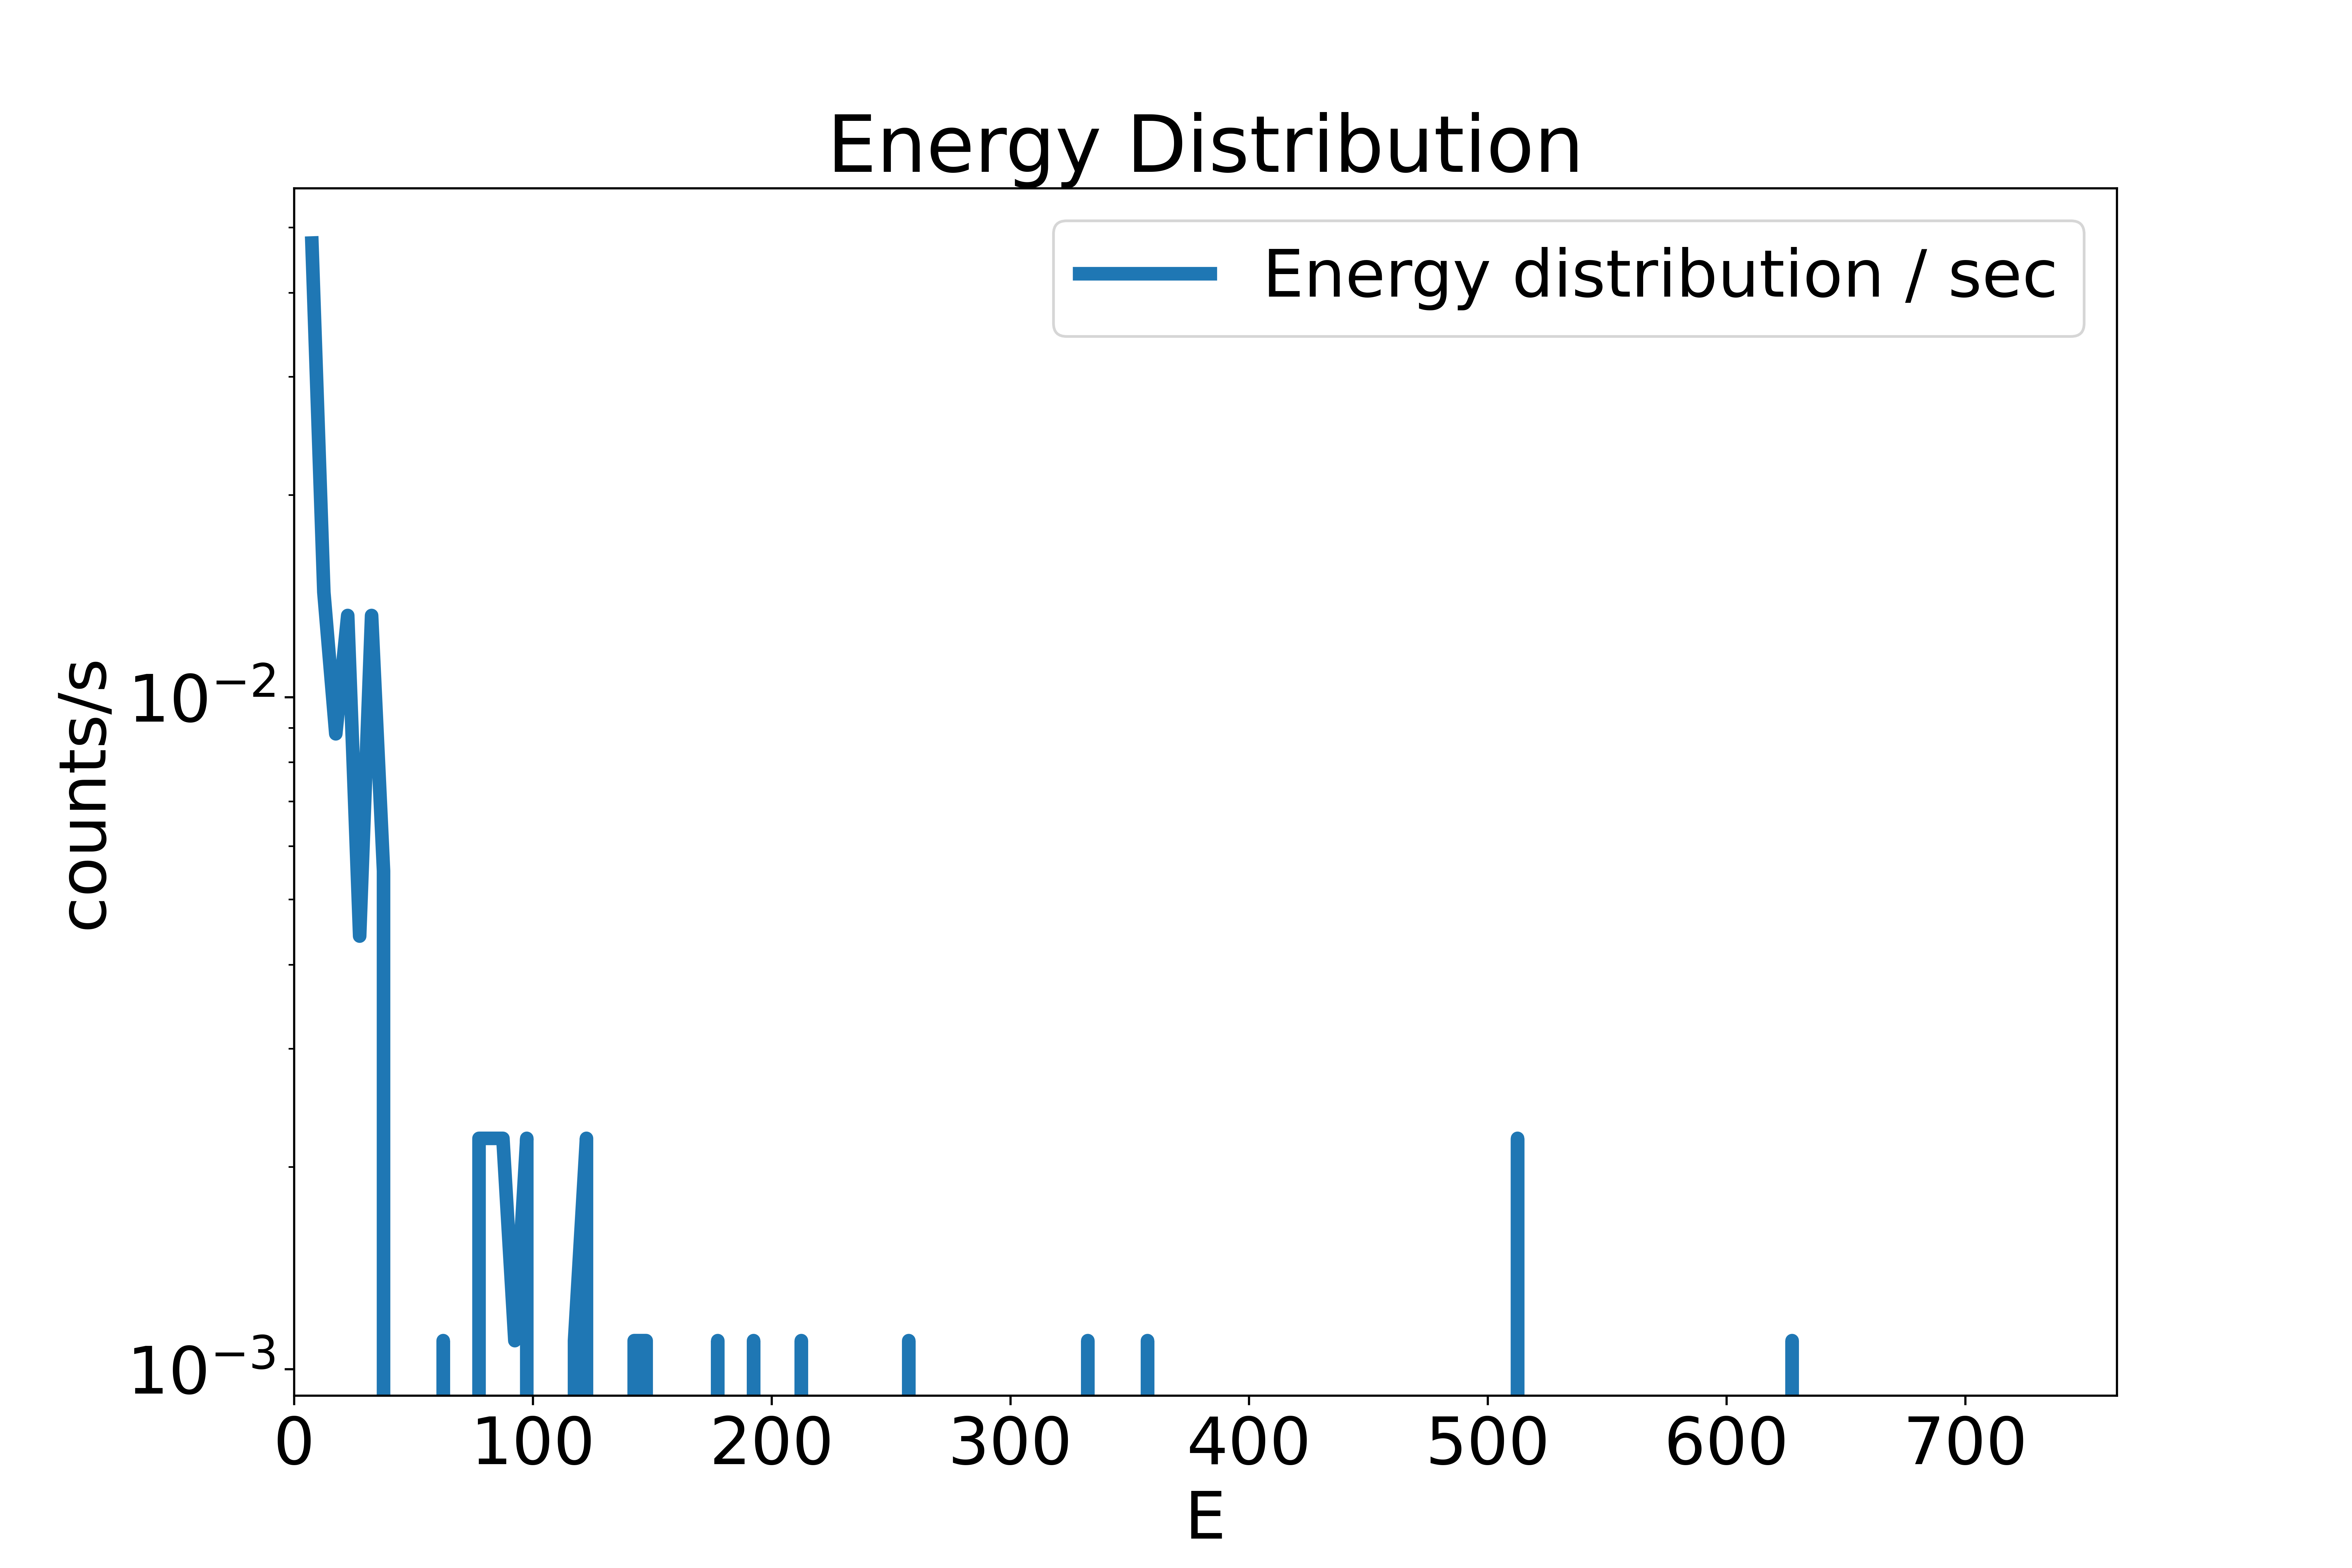 Energy Distribution
Energy distribution / sec
counts/s
10⁻²
10⁻³
0 100 200 300 400 500 600 700
E